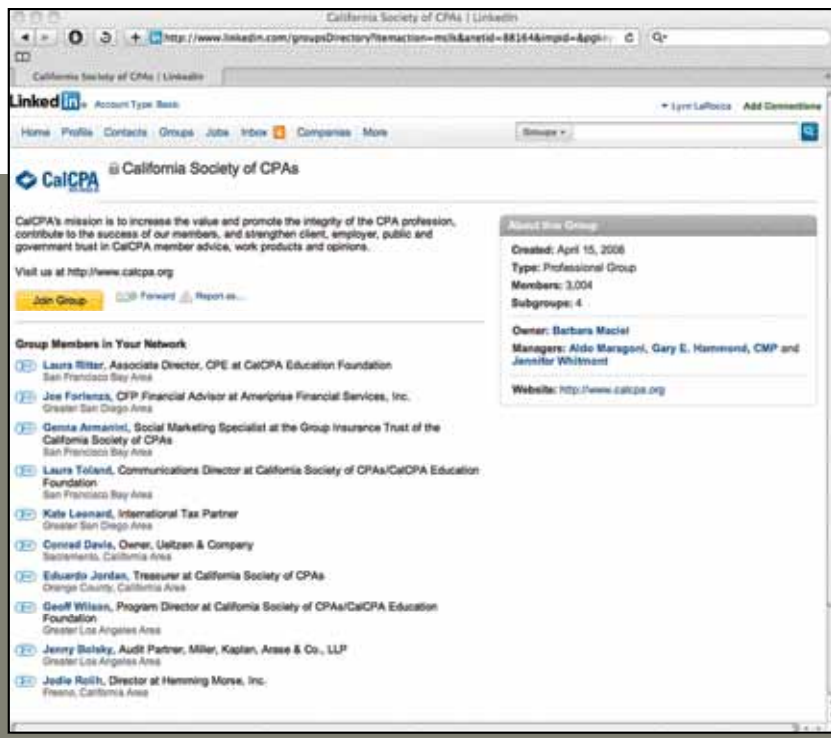 California Society of CPAs | LinkedIn
California Society of CPAs | LinkedIn
Linked in Account Type: Basic
Lynn LaRocca Add Connections
Home Profile Contacts Groups Jobs Inbox Companies More
Groups
CalCPA
California Society of CPAs
CalCPA's mission is to increase the value and promote the integrity of the CPA profession,
contribute to the success of our members, and strengthen client, employer, public and
government trust in CalCPA member advice, work products and opinions.
Visit us at http://www.calcpa.org
Join Group Forward Report as...
Group Members in Your Network
Laura Ritter, Associate Director, CPE at CalCPA Education Foundation
San Francisco Bay Area
Joe Forlenza, CFP Financial Advisor at Ameriprise Financial Services, Inc.
Greater San Diego Area
Armanini, Social Marketing Specialist at the Group Insurance Trust of the
California Society of CPAs
San Francisco Bay Area
Laura Toland, Communications Director at California Society of CPAs/CalCPA Education
Foundation
San Francisco Bay Area
Kate Leonard, International Tax Partner
Greater San Diego Area
Conrad Davis, Owner, Ueltzen & Company
Sacramento, California Area
Eduardo Jordan, Treasurer at California Society of CPAs
Orange County, California Area
Geoff Wilson, Program Director at California Society of CPAs/CalCPA Education
Foundation
Greater Los Angeles Area
Jenny Bolsky, Audit Partner, Miller, Kaplan, Arase & Co., LLP
Greater Los Angeles Area
Jodie Director at Hemming Morse, Inc.
Fresno, California Area
About this Group
Created: April 15, 2008
Type: Professional Group
Members: 3,004
Subgroups: 4
Owner: Barbara Maciel
Managers: Aldo Maragoni, Gary E. Hammond, CMP and
Jennifer Whitmont
Website: http://www.calcpa.org